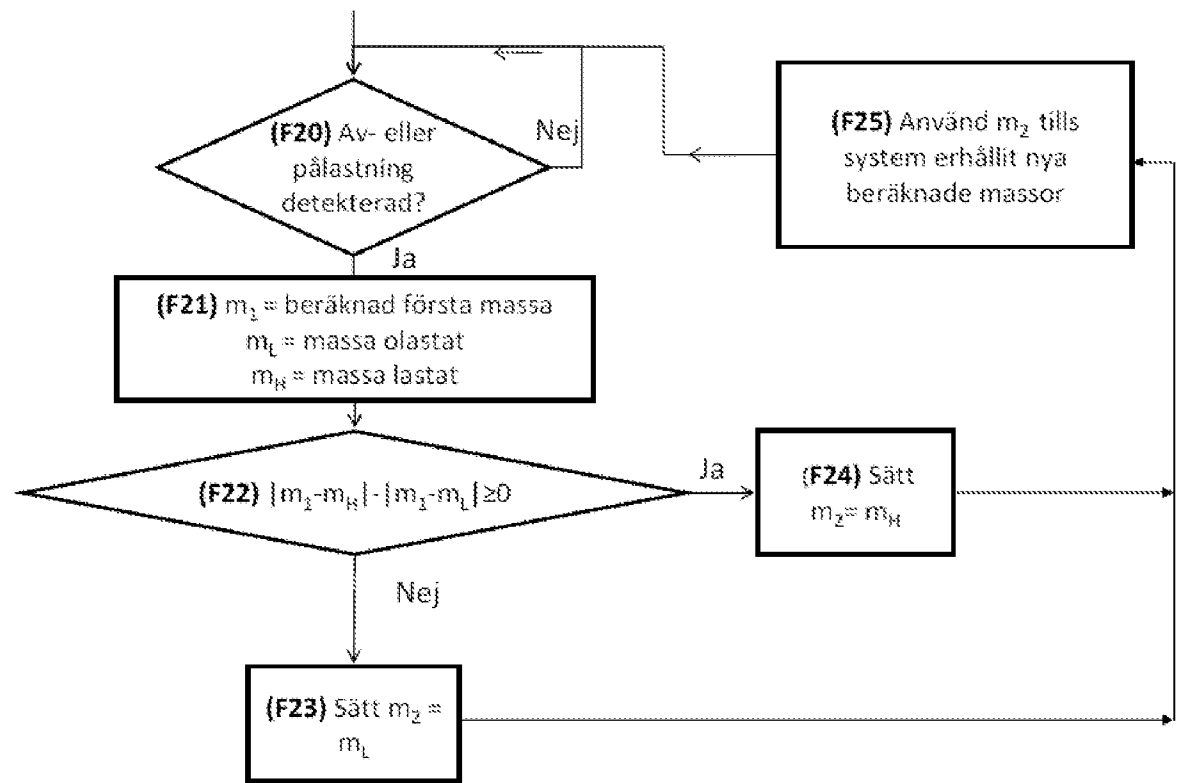 (F20) Av- eller
pålastning
detekterad?
Nej
Ja
(F25) Använd m₂ tills
system erhållit nya
beräknade massor
(F21) m₁ = beräknad första massa
m_L = massa olastat
m_H = massa lastat
(F22) |m₁-m_H| - |m₁-m_L| ≥0
Ja
(F24) Sätt
m₂= m_H
Nej
(F23) Sätt m₂ =
m_L